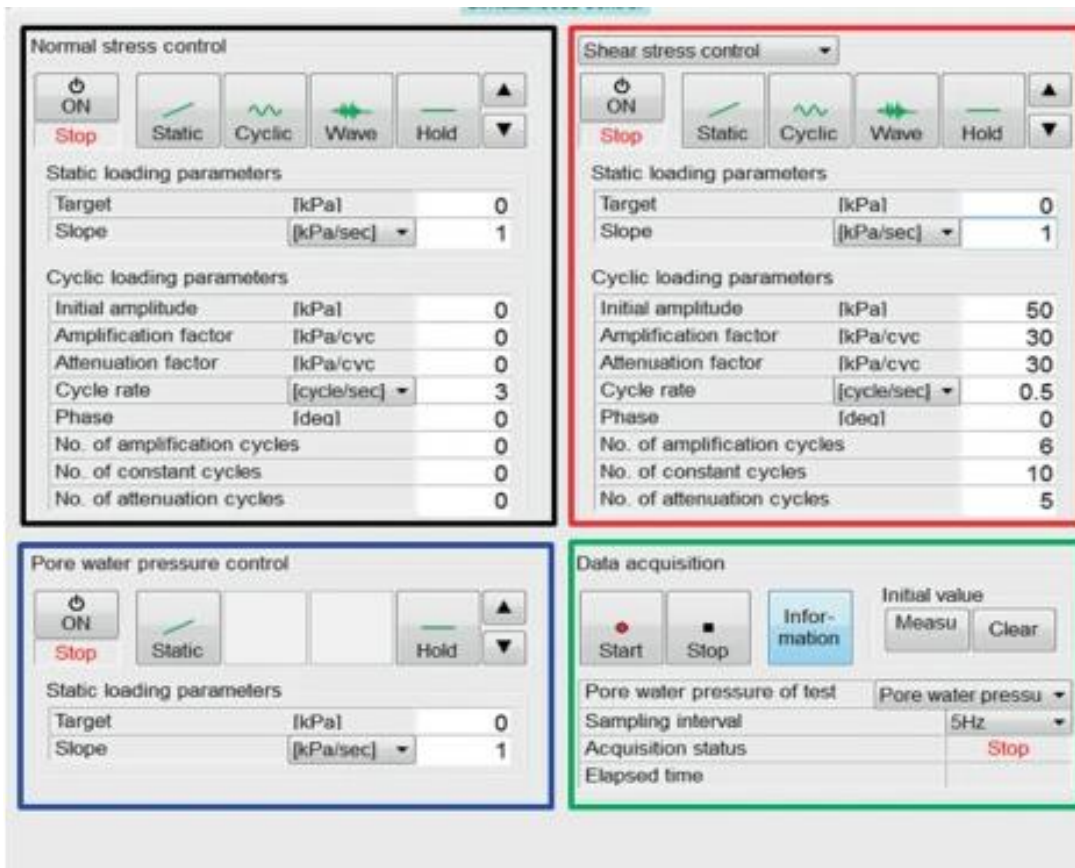 Normal stress control
ON
Stop
Static
Cyclic
Wave
Hold
Static loading parameters
Target [kPa] 0
Slope [kPa/sec] 1
Cyclic loading parameters
Initial amplitude [kPa] 0
Amplification factor [kPa/cyc 0
Attenuation factor [kPa/cyc 0
Cycle rate [cycle/sec] 3
Phase [deg] 0
No. of amplification cycles 0
No. of constant cycles 0
No. of attenuation cycles 0
Shear stress control
ON
Stop
Static
Cyclic
Wave
Hold
Static loading parameters
Target [kPa] 0
Slope [kPa/sec] 1
Cyclic loading parameters
Initial amplitude [kPa] 50
Amplification factor [kPa/cyc 30
Attenuation factor [kPa/cyc 30
Cycle rate [cycle/sec] 0.5
Phase [deg] 0
No. of amplification cycles 6
No. of constant cycles 10
No. of attenuation cycles 5
Pore water pressure control
ON
Stop
Static
Hold
Static loading parameters
Target [kPa] 0
Slope [kPa/sec] 1
Data acquisition
Start
Stop
Infor-
mation
Initial value
Measu
Clear
Pore water pressure of test Pore water pressu
Sampling interval 5Hz
Acquisition status Stop
Elapsed time